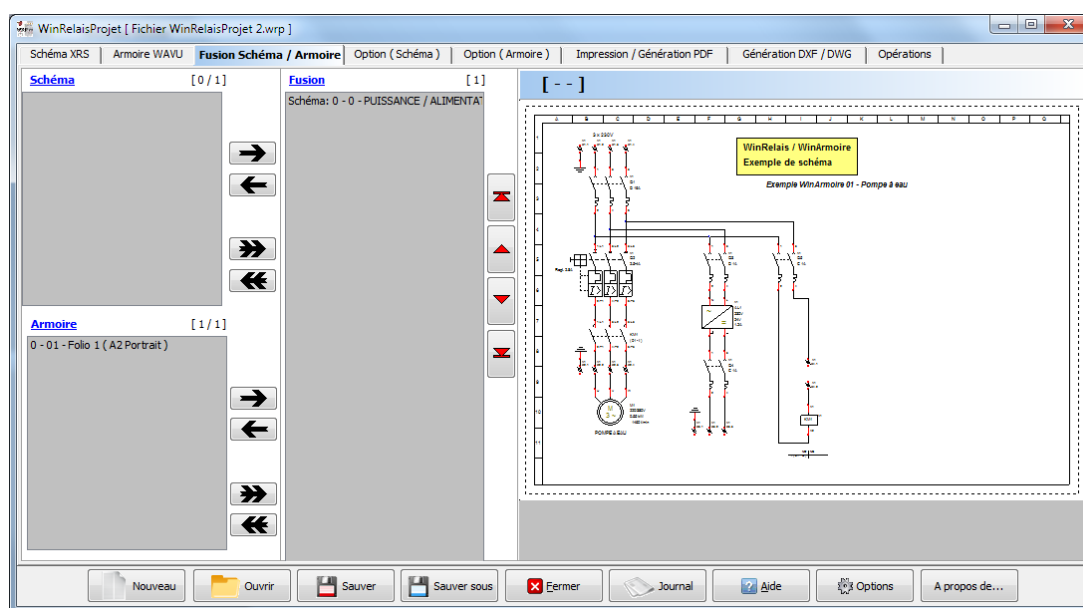 WinRelaisProjet [ Fichier WinRelaisProjet 2.wrp ]
Schéma XRS
Armoire WAVU
Fusion Schéma / Armoire
Option ( Schéma )
Option ( Armoire )
Impression / Génération PDF
Génération DXF / DWG
Opérations
Schéma [ 0 / 1 ]
Fusion [ 1 ]
[ - - ]
Schéma: 0 - 0 - PUISSANCE / ALIMENTAT
A B C D E F G H I J K L M N O P Q
3 x 230V
WinRelais / WinArmoire
Exemple de schéma
Exemple WinArmoire 01 - Pompe à eau
Armoire [ 1 / 1 ]
0 - 01 - Folio 1 ( A2 Portrait )
M
3 ~
POMPE A EAU
Nouveau
Ouvrir
Sauver
Sauver sous
Fermer
Journal
Aide
Options
A propos de...